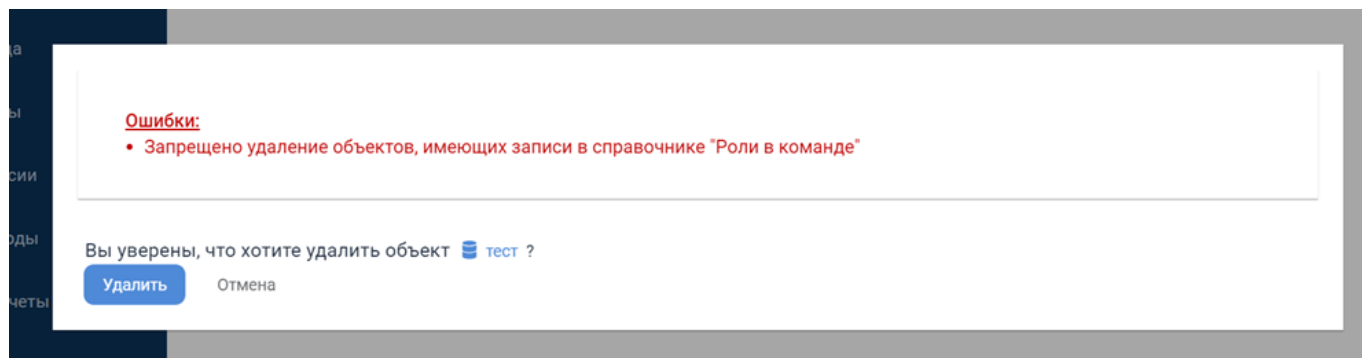 Ошибки:
• Запрещено удаление объектов, имеющих записи в справочнике "Роли в команде"
Вы уверены, что хотите удалить объект тест ?
Удалить Отмена